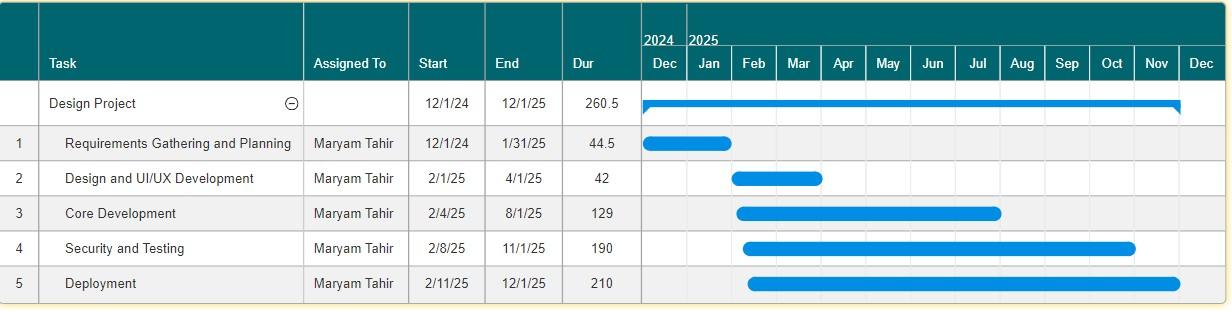 2024 2025
Task Assigned To Start End Dur Dec Jan Feb Mar Apr May Jun Jul Aug Sep Oct Nov Dec
Design Project 12/1/24 12/1/25 260.5
1 Requirements Gathering and Planning Maryam Tahir 12/1/24 1/31/25 44.5
2 Design and UI/UX Development Maryam Tahir 2/1/25 4/1/25 42
3 Core Development Maryam Tahir 2/4/25 8/1/25 129
4 Security and Testing Maryam Tahir 2/8/25 11/1/25 190
5 Deployment Maryam Tahir 2/11/25 12/1/25 210